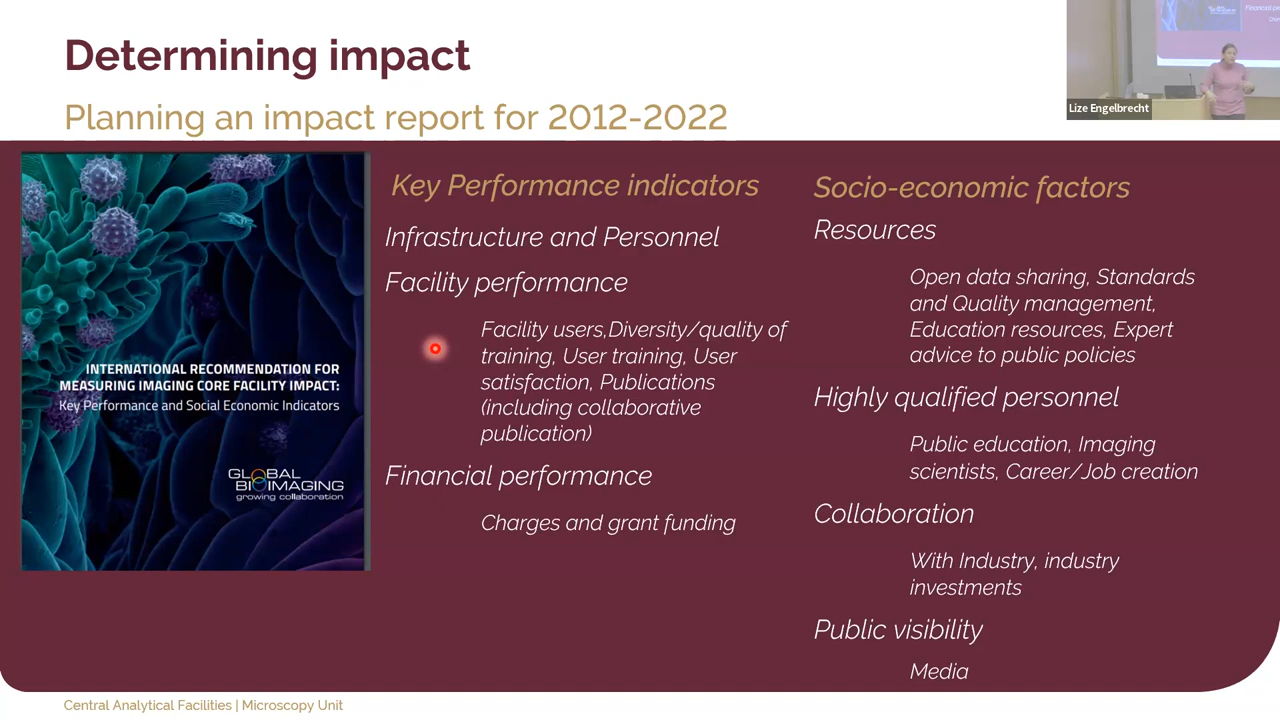 Determining impact
Planning an impact report for 2012-2022
Lize Engelbrecht
INTERNATIONAL RECOMMENDATION FOR
MEASURING IMAGING CORE FACILITY IMPACT:
Key Performance and Social Economic Indicators
GLOBAL
BIOIMAGING
growing collaboration
Key Performance indicators
Infrastructure and Personnel
Facility performance
Facility users,Diversity/quality of
training, User training, User
satisfaction, Publications
(including collaborative
publication)
Financial performance
Charges and grant funding
Socio-economic factors
Resources
Open data sharing, Standards
and Quality management,
Education resources, Expert
advice to public policies
Highly qualified personnel
Public education, Imaging
scientists, Career/Job creation
Collaboration
With Industry, industry
investments
Public visibility
Media
Central Analytical Facilities | Microscopy Unit